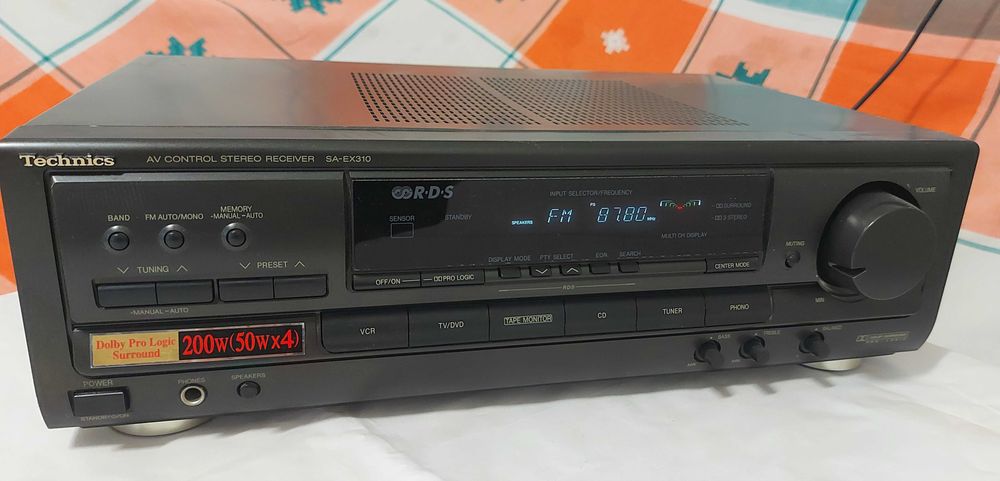 Technics AV CONTROL STEREO RECEIVER SA-EX310
R·D·S
INPUT SELECTOR/FREQUENCY
SENSOR
STANDBY
SPEAKERS FM PS 87.80 MHz
SURROUND
3 STEREO
MULTI CH DISPLAY
VOLUME
MUTING
MIN
BAND
FM AUTO/MONO
MEMORY
-MANUAL -AUTO
TUNING
PRESET
-MANUAL -AUTO
DISPLAY MODE PTY SELECT EON SEARCH
OFF/ON PRO LOGIC
CENTER MODE
RDS
VCR
TV/DVD
TAPE MONITOR
CD
TUNER
PHONO
Dolby Pro Logic
Surround
200W(50WX4)
BASS
TREBLE
BALANCE
POWER
PHONES
SPEAKERS